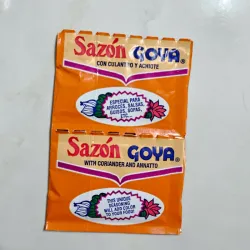 Sazón GOYA®
CON CULANTRO Y ACHIOTE
ESPECIAL PARA
ARROCES, SALSAS,
GUISOS, SOPAS,
ETC.
Sazón GOYA®
WITH CORIANDER AND ANNATTO
THIS UNIQUE
SEASONING
WILL ADD COLOR
TO YOUR FOOD!